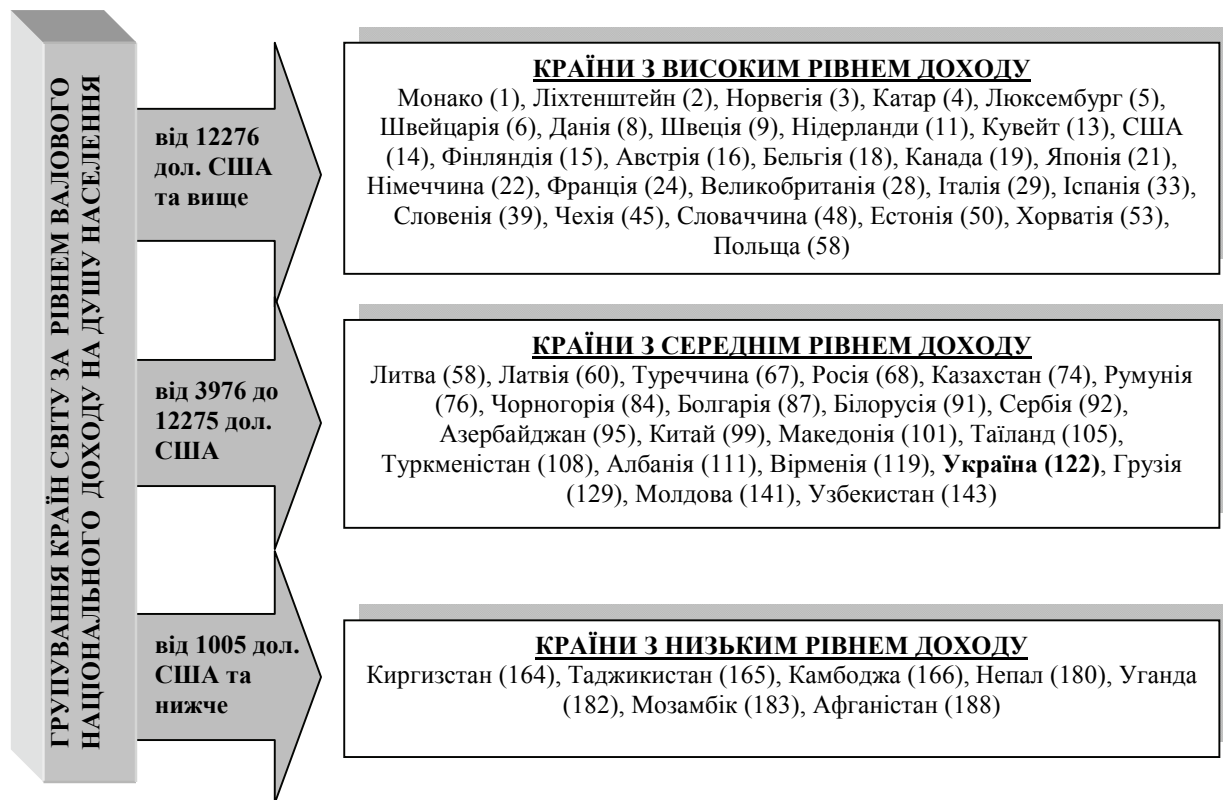 ГРУПУВАННЯ КРАЇН СВІТУ ЗА РІВНЕМ ВАЛОВОГО
НАЦІОНАЛЬНОГО ДОХОДУ НА ДУШУ НАСЕЛЕННЯ
від 12276
дол. США
та вище
КРАЇНИ З ВИСОКИМ РІВНЕМ ДОХОДУ
Монако (1), Ліхтенштейн (2), Норвегія (3), Катар (4), Люксембург (5),
Швейцарія (6), Данія (8), Швеція (9), Нідерланди (11), Кувейт (13), США
(14), Фінляндія (15), Австрія (16), Бельгія (18), Канада (19), Японія (21),
Німеччина (22), Франція (24), Великобританія (28), Італія (29), Іспанія (33),
Словенія (39), Чехія (45), Словаччина (48), Естонія (50), Хорватія (53),
Польща (58)
від 3976 до
12275 дол.
США
КРАЇНИ З СЕРЕДНІМ РІВНЕМ ДОХОДУ
Литва (58), Латвія (60), Туреччина (67), Росія (68), Казахстан (74), Румунія
(76), Чорногорія (84), Болгарія (87), Білорусія (91), Сербія (92),
Азербайджан (95), Китай (99), Македонія (101), Таїланд (105),
Туркменістан (108), Албанія (111), Вірменія (119), Україна (122), Грузія
(129), Молдова (141), Узбекистан (143)
від 1005 дол.
США та
нижче
КРАЇНИ З НИЗЬКИМ РІВНЕМ ДОХОДУ
Киргизстан (164), Таджикистан (165), Камбоджа (166), Непал (180), Уганда
(182), Мозамбік (183), Афганістан (188)